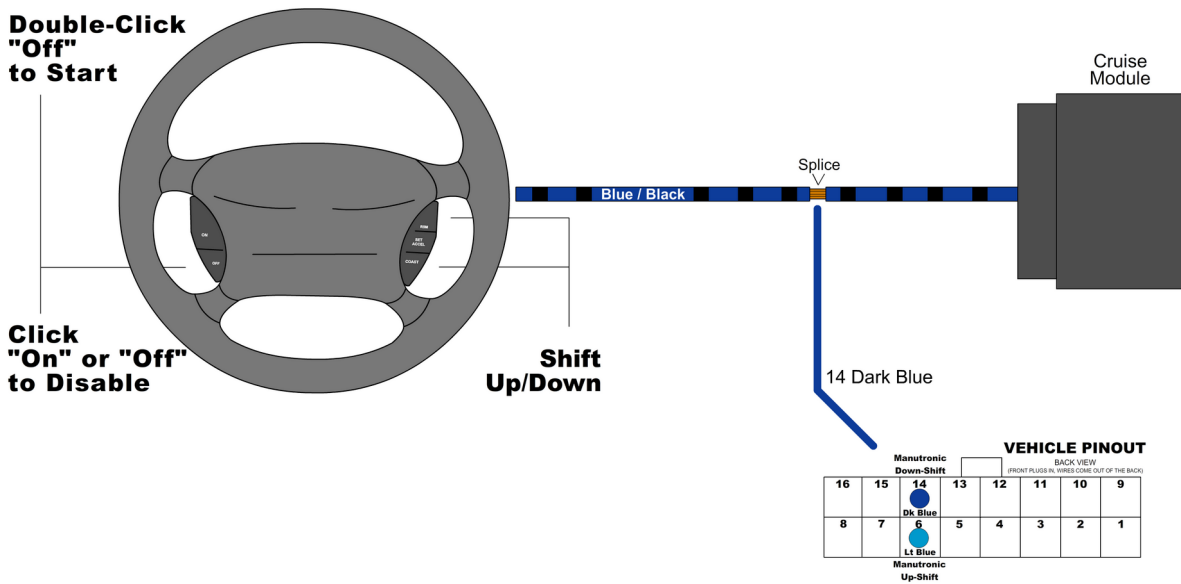 Double-Click
"Off"
to Start
ON
OFF
RSM
SET
ACCEL
COAST
Click
"On" or "Off"
to Disable
Shift
Up/Down
Blue / Black
Splice
Cruise
Module
14 Dark Blue
VEHICLE PINOUT
BACK VIEW
(FRONT PLUGS IN, WIRES COME OUT OF THE BACK)
Manutronic
Down-Shift
16 15 14 13 12 11 10 9
Dk Blue
8 7 6 5 4 3 2 1
Lt Blue
Manutronic
Up-Shift